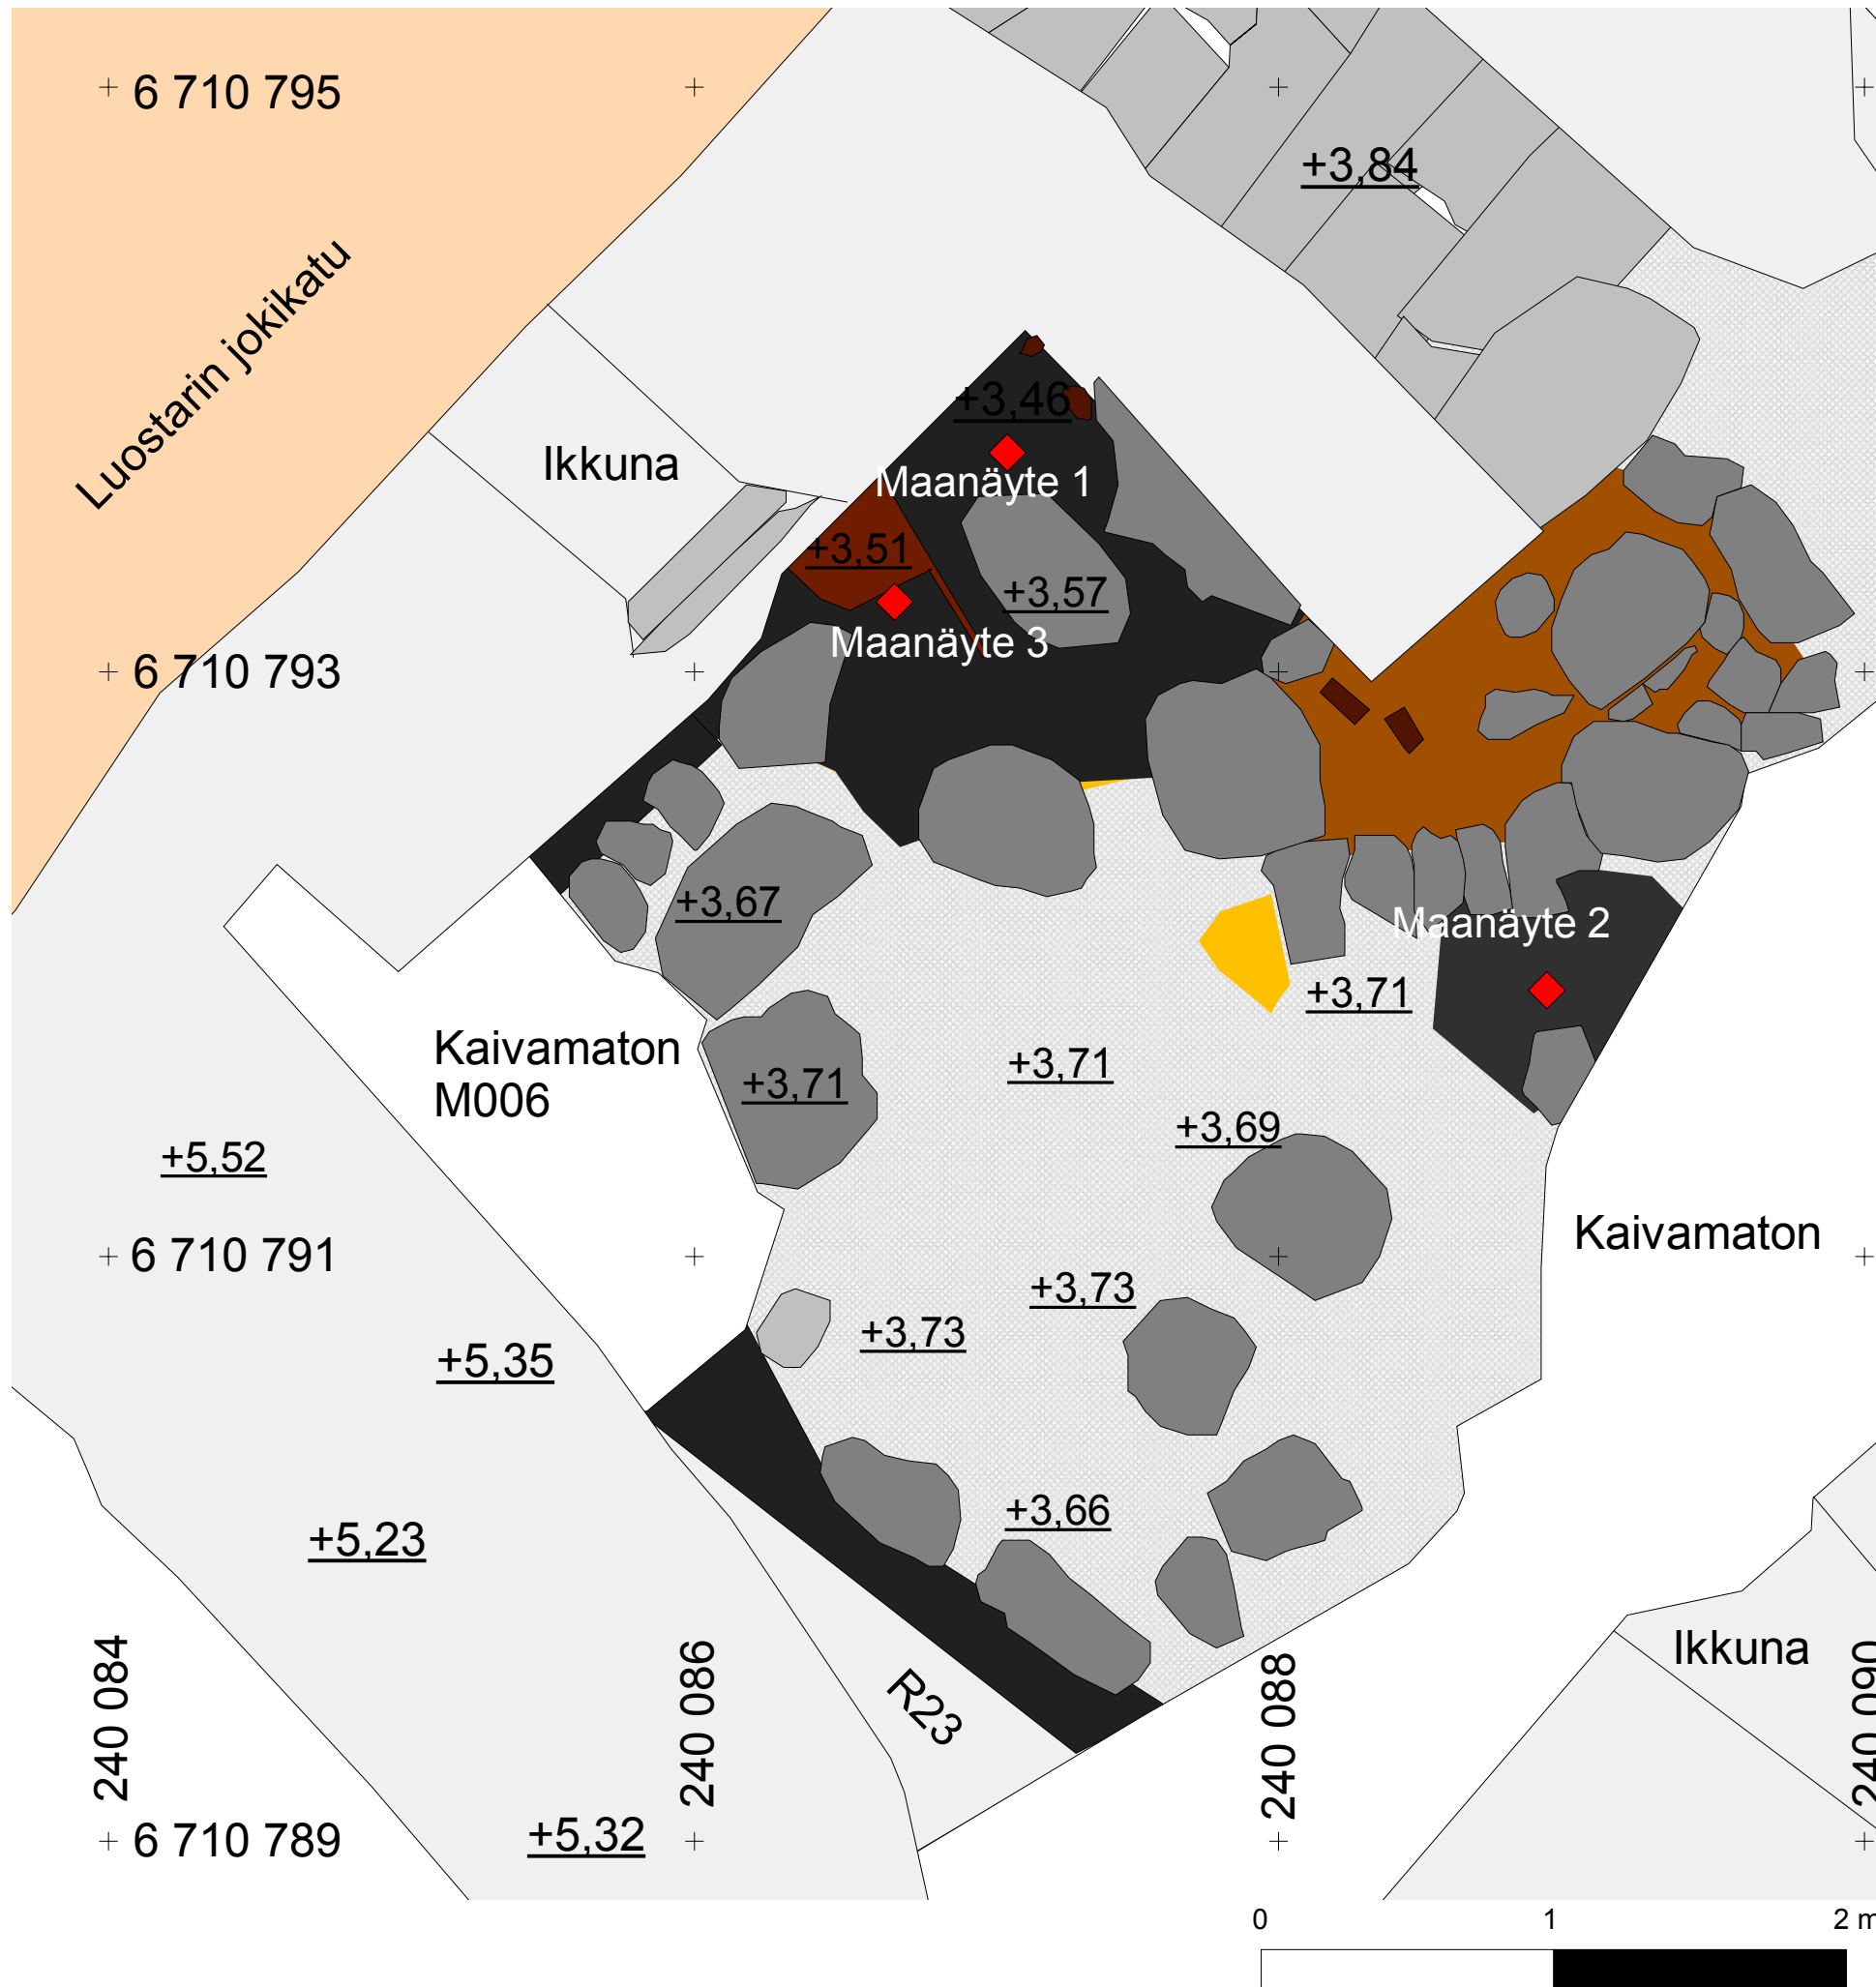 6 710 795
+3,84
Luostarin jokikatu
+3,46
Ikkuna
Maanäyte 1
+3,51
+3,57
Maanäyte 3
6 710 793
+3,67
Maanäyte 2
+3,71
Kaivamaton
M006
+3,71
+3,71
+3,69
+5,52
Kaivamaton
6 710 791
+3,73
+3,73
+5,35
+3,66
+5,23
Ikkuna
240 084
240 086
R23
240 088
240 090
6 710 789
+5,32
0 1 2 m